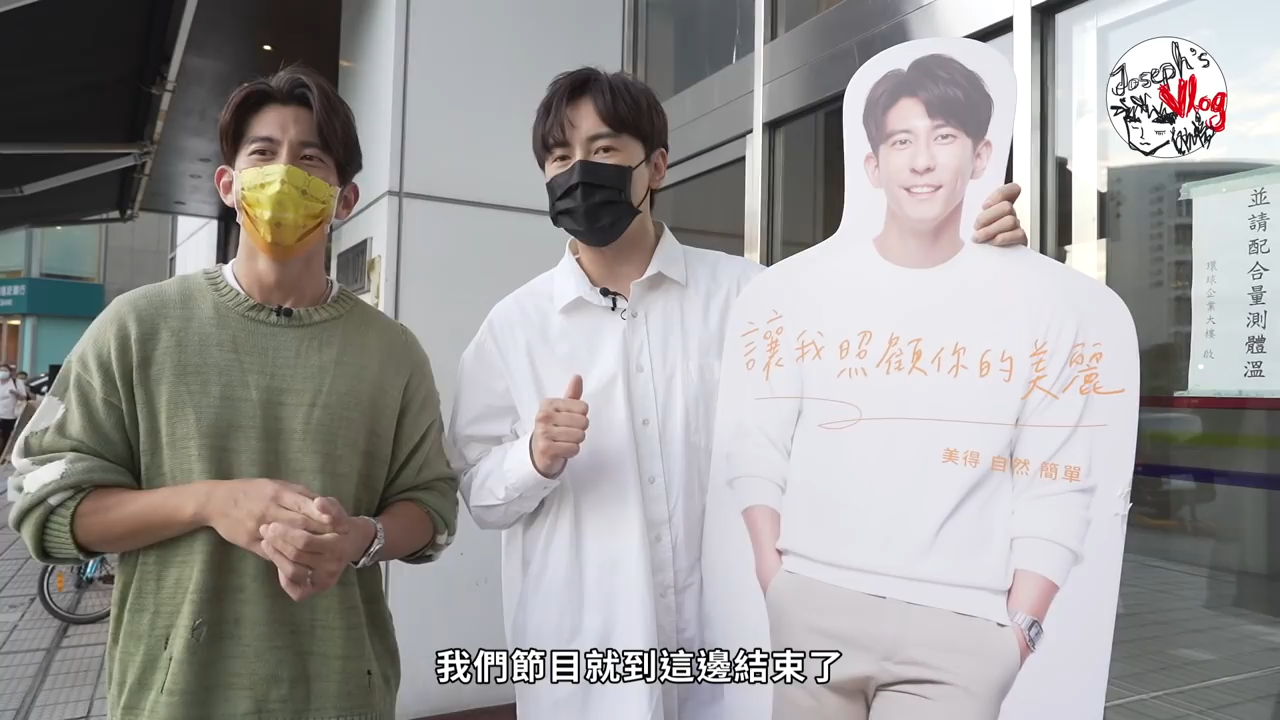 Joseph's
Vlog
並請配合量測體溫
環球企業大樓 啟
讓我照顧你的美麗
美得 自然 簡單
我們節目就到這邊結束了